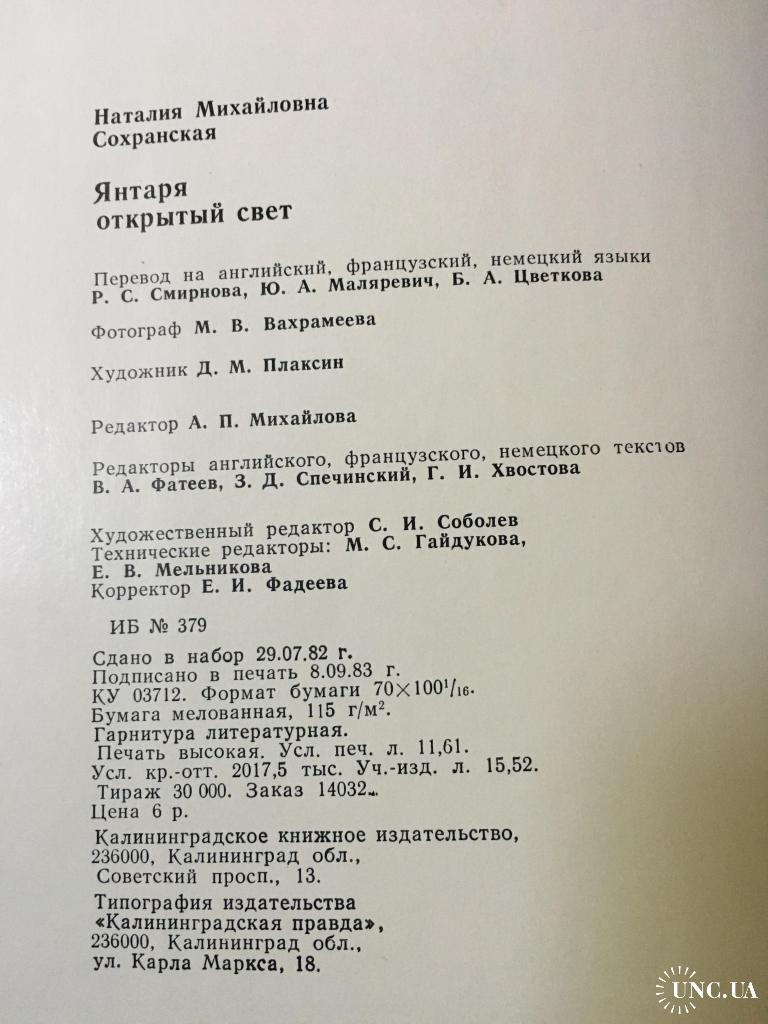 Наталия Михайловна
Сохранская
Янтаря
открытый свет
Перевод на английский, французский, немецкий языки
Р. С. Смирнова, Ю. А. Маляревич, Б. А. Цветкова
Фотограф М. В. Вахрамеева
Художник Д. М. Плаксин
Редактор А. П. Михайлова
Редакторы английского, французского, немецкого текстов
В. А. Фатеев, З. Д. Спечинский, Г. И. Хвостова
Художественный редактор С. И. Соболев
Технические редакторы: М. С. Гайдукова,
Е. В. Мельникова
Корректор Е. И. Фадеева
ИБ № 379
Сдано в набор 29.07.82 г.
Подписано в печать 8.09.83 г.
КУ 03712. Формат бумаги 70×100¹/₁₆.
Бумага мелованная, 115 г/м².
Гарнитура литературная.
Печать высокая. Усл. печ. л. 11,61.
Усл. кр.-отт. 2017,5 тыс. Уч.-изд. л. 15,52.
Тираж 30 000. Заказ 14032.
Цена 6 р.
Калининградское книжное издательство,
236000, Калининград обл.,
Советский просп., 13.
Типография издательства
«Калининградская правда»,
236000, Калининград обл.,
ул. Карла Маркса, 18.
UNC.UA